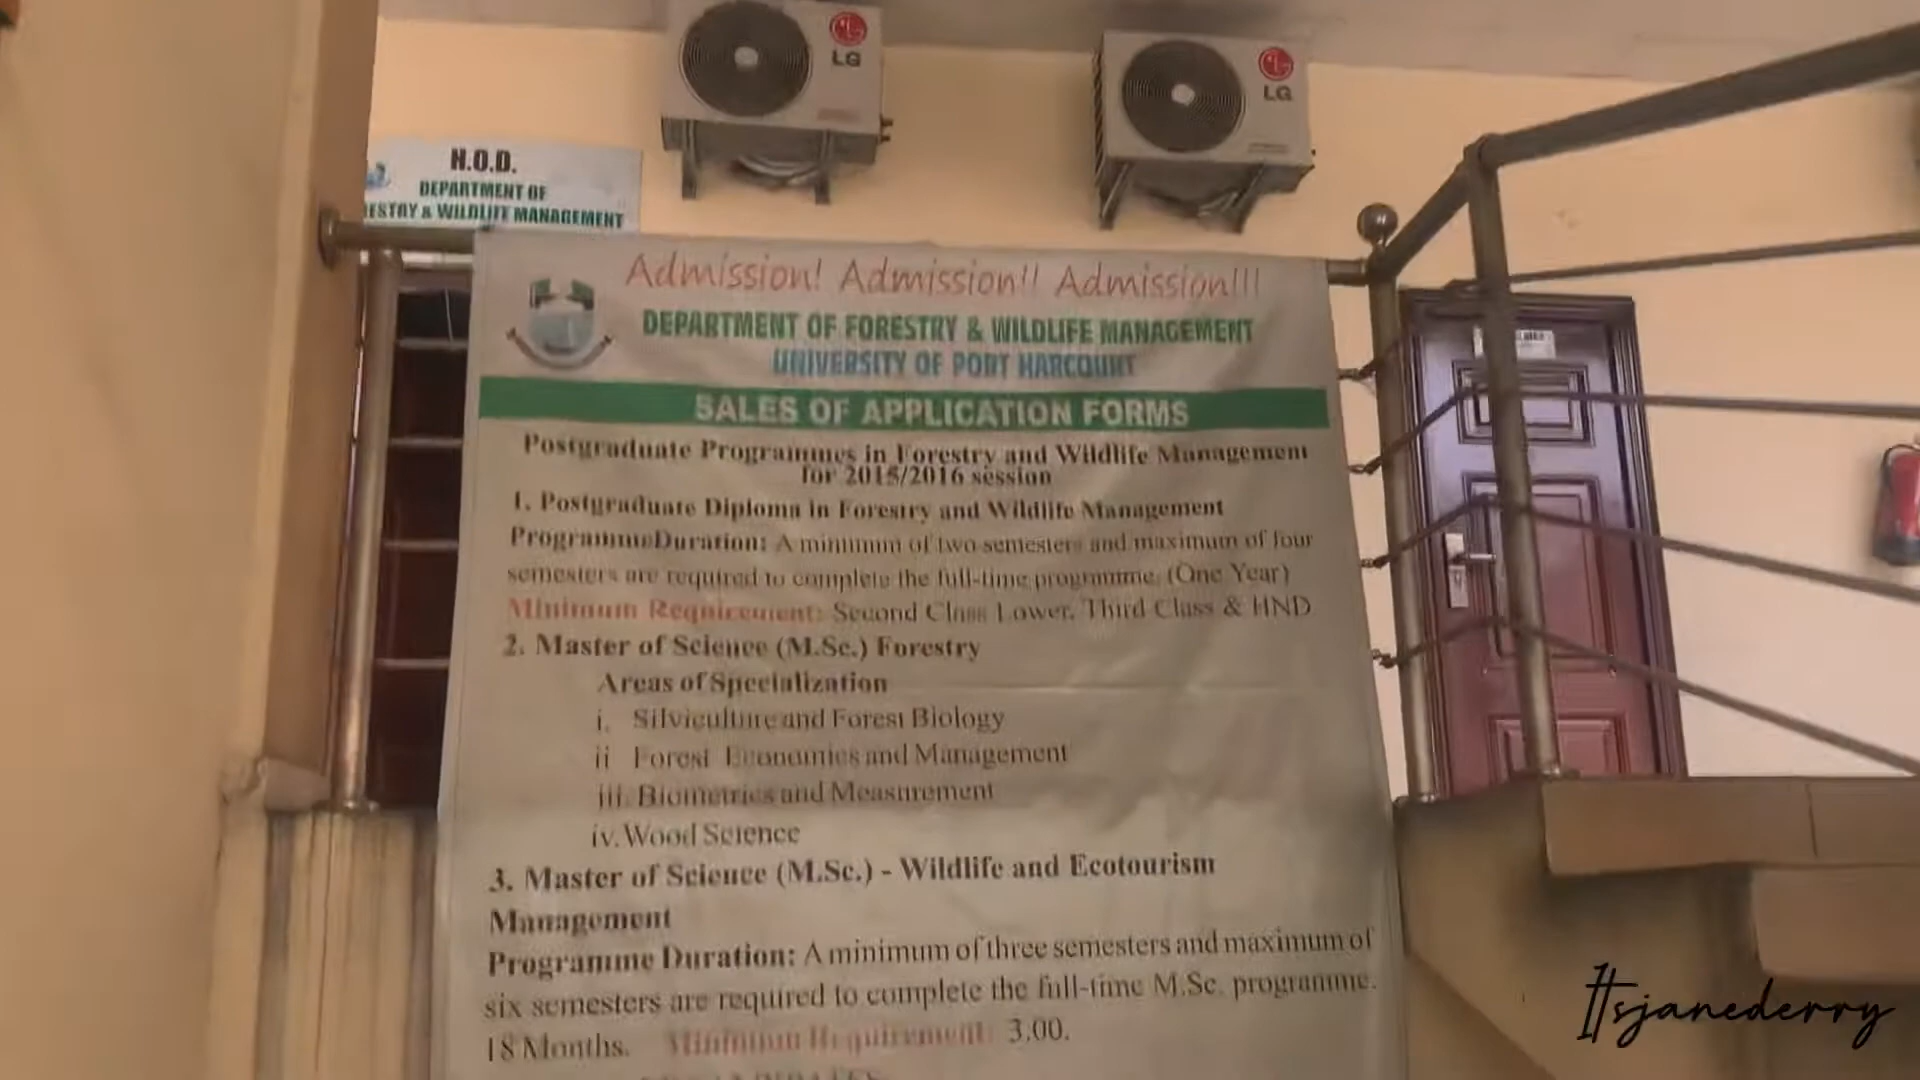 LG
LG
H.O.D.
DEPARTMENT OF
ESTRY & WILDLIFE MANAGEMENT
Admission! Admission!! Admission!!!
DEPARTMENT OF FORESTRY & WILDLIFE MANAGEMENT
UNIVERSITY OF PORT HARCOURT
SALES OF APPLICATION FORMS
Postgraduate Programmes in Forestry and Wildlife Management
for 2015/2016 session
1. Postgraduate Diploma in Forestry and Wildlife Management
ProgrammeDuration: A minimum of two semesters and maximum of four
semesters are required to complete the full-time programme. (One Year)
Minimum Requirement: Second Class Lower, Third Class & HND
2. Master of Science (M.Sc.) Forestry
Areas of Specialization
i. Silviculture and Forest Biology
ii Forest Economics and Management
iii. Biometrics and Measurement
iv. Wood Science
3. Master of Science (M.Sc.) - Wildlife and Ecotourism
Management
Programme Duration: A minimum of three semesters and maximum of
six semesters are required to complete the full-time M.Sc. programme.
18 Months. Minimum Requirement: 3.00.
Itsjanederry